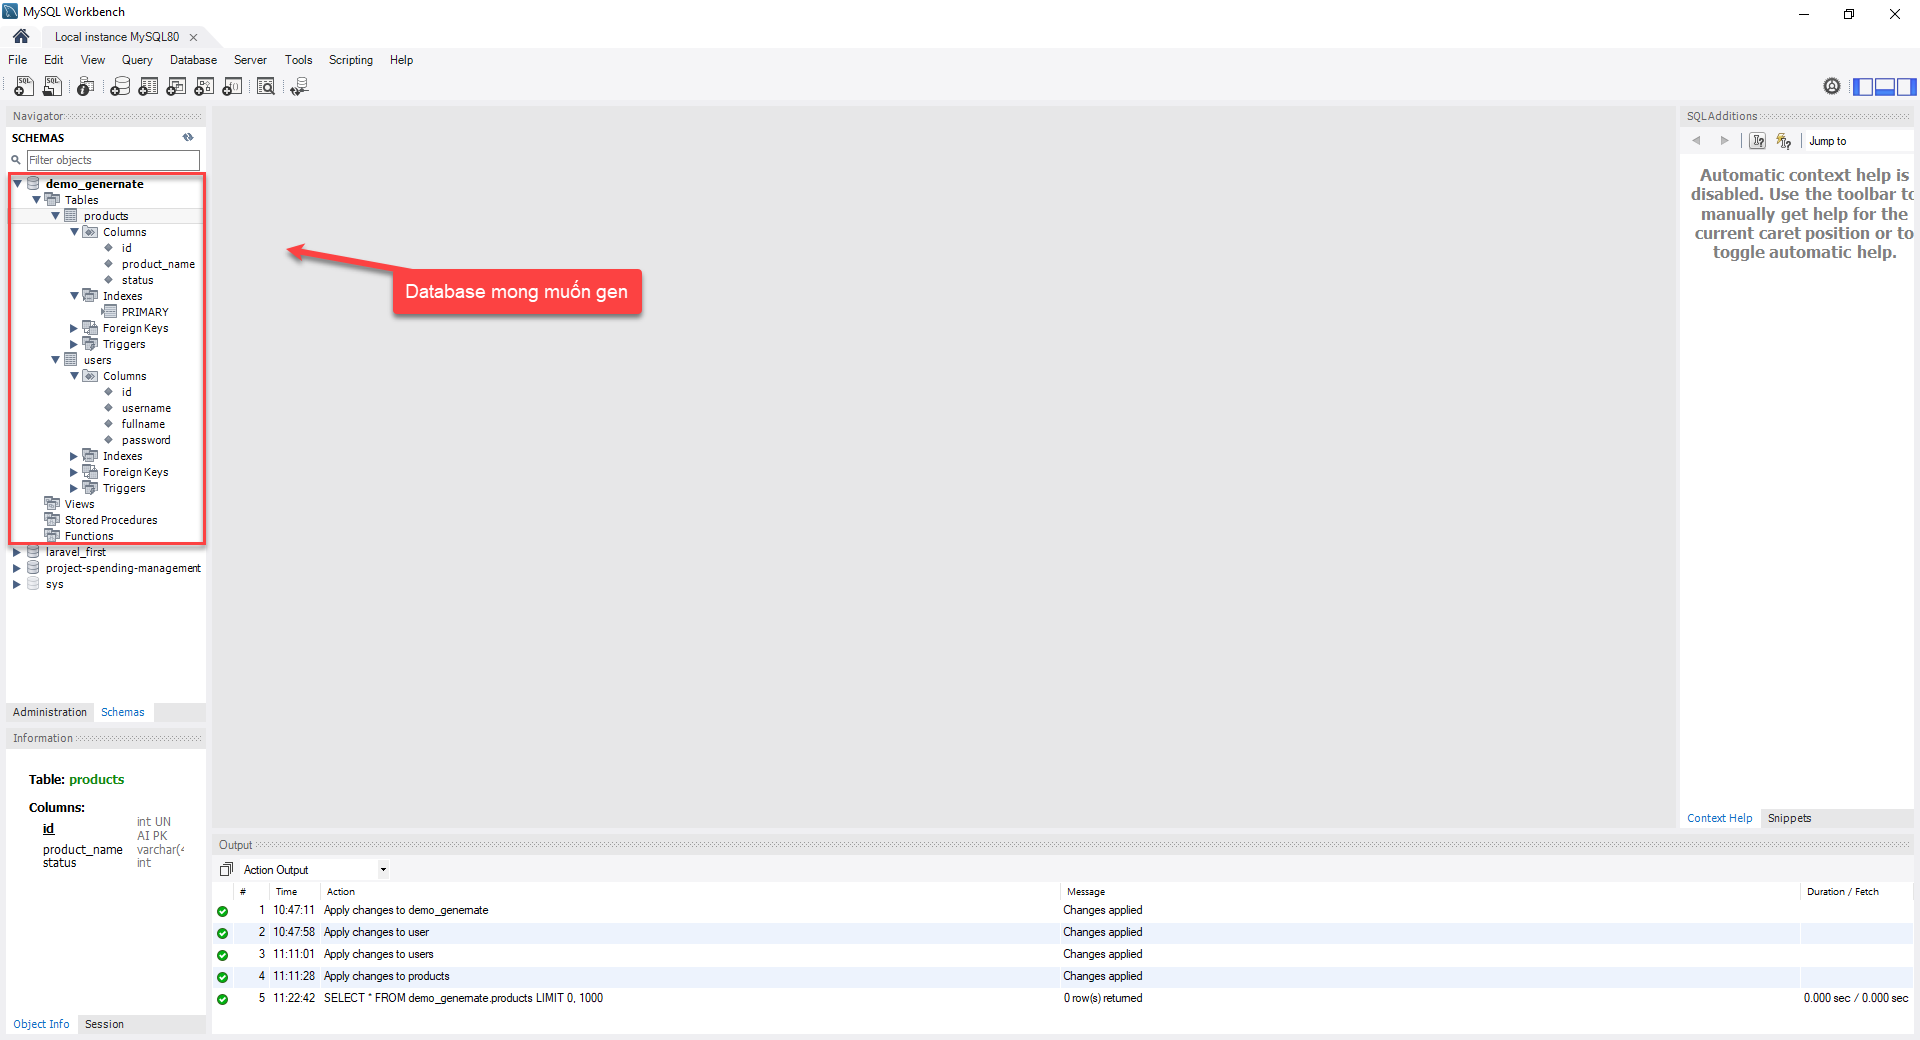 MySQL Workbench
Local instance MySQL80
File Edit View Query Database Server Tools Scripting Help
Navigator
SCHEMAS
Filter objects
demo_genernate
Tables
products
Columns
id
product_name
status
Indexes
PRIMARY
Foreign Keys
Triggers
users
Columns
id
username
fullname
password
Indexes
Foreign Keys
Triggers
Views
Stored Procedures
Functions
laravel_first
project-spending-management
sys
Administration Schemas
Information
Table: products
Columns:
id int UN AI PK
product_name varchar(4
status int
Object Info Session
Database mong muốn gen
SQLAdditions
Jump to
Automatic context help is
disabled. Use the toolbar to
manually get help for the
current caret position or to
toggle automatic help.
Context Help Snippets
Output
Action Output
# Time Action Message Duration / Fetch
1 10:47:11 Apply changes to demo_genernate Changes applied
2 10:47:58 Apply changes to user Changes applied
3 11:11:01 Apply changes to users Changes applied
4 11:11:28 Apply changes to products Changes applied
5 11:22:42 SELECT * FROM demo_genernate.products LIMIT 0, 1000 0 row(s) returned 0.000 sec / 0.000 sec